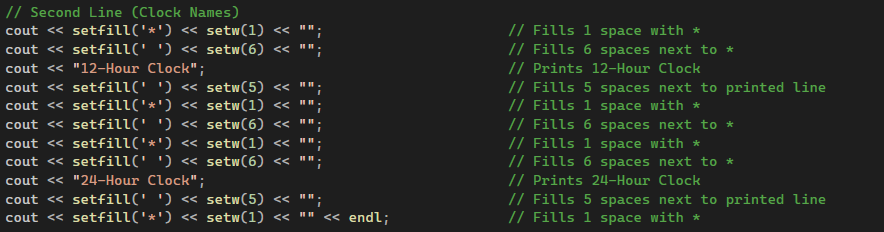 // Second Line (Clock Names)
cout << setfill('*') << setw(1) << ""; // Fills 1 space with *
cout << setfill(' ') << setw(6) << ""; // Fills 6 spaces next to *
cout << "12-Hour Clock"; // Prints 12-Hour Clock
cout << setfill(' ') << setw(5) << ""; // Fills 5 spaces next to printed line
cout << setfill('*') << setw(1) << ""; // Fills 1 space with *
cout << setfill(' ') << setw(6) << ""; // Fills 6 spaces next to *
cout << setfill('*') << setw(1) << ""; // Fills 1 space with *
cout << setfill(' ') << setw(6) << ""; // Fills 6 spaces next to *
cout << "24-Hour Clock"; // Prints 24-Hour Clock
cout << setfill(' ') << setw(5) << ""; // Fills 5 spaces next to printed line
cout << setfill('*') << setw(1) << "" << endl; // Fills 1 space with *